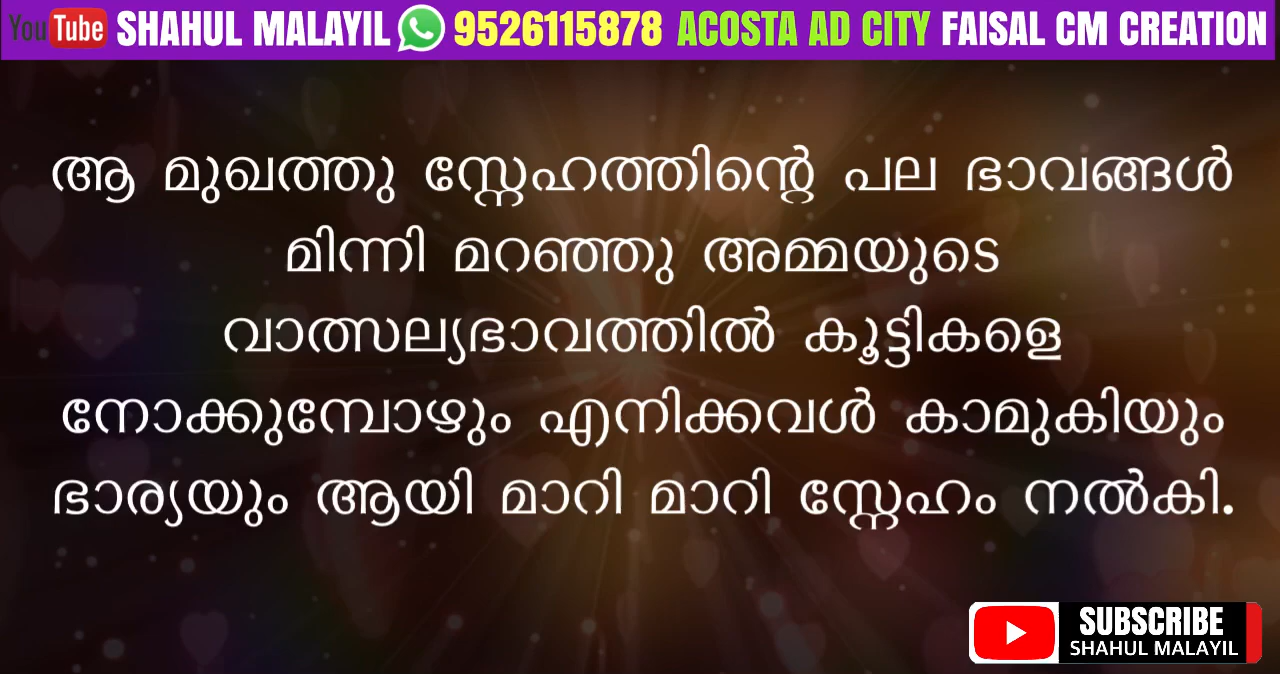 YouTube SHAHUL MALAYIL 9526115878 ACOSTA AD CITY FAISAL CM CREATION
ആ മുഖത്തു സ്നേഹത്തിന്റെ പല ഭാവങ്ങൾ
മിന്നി മറഞ്ഞു അമ്മയുടെ
വാത്സല്യഭാവത്തിൽ കൂട്ടികളെ
നോക്കുമ്പോഴും എനിക്കവൾ കാമുകിയും
ഭാര്യയും ആയി മാറി മാറി സ്നേഹം നൽകി.
SUBSCRIBE
SHAHUL MALAYIL